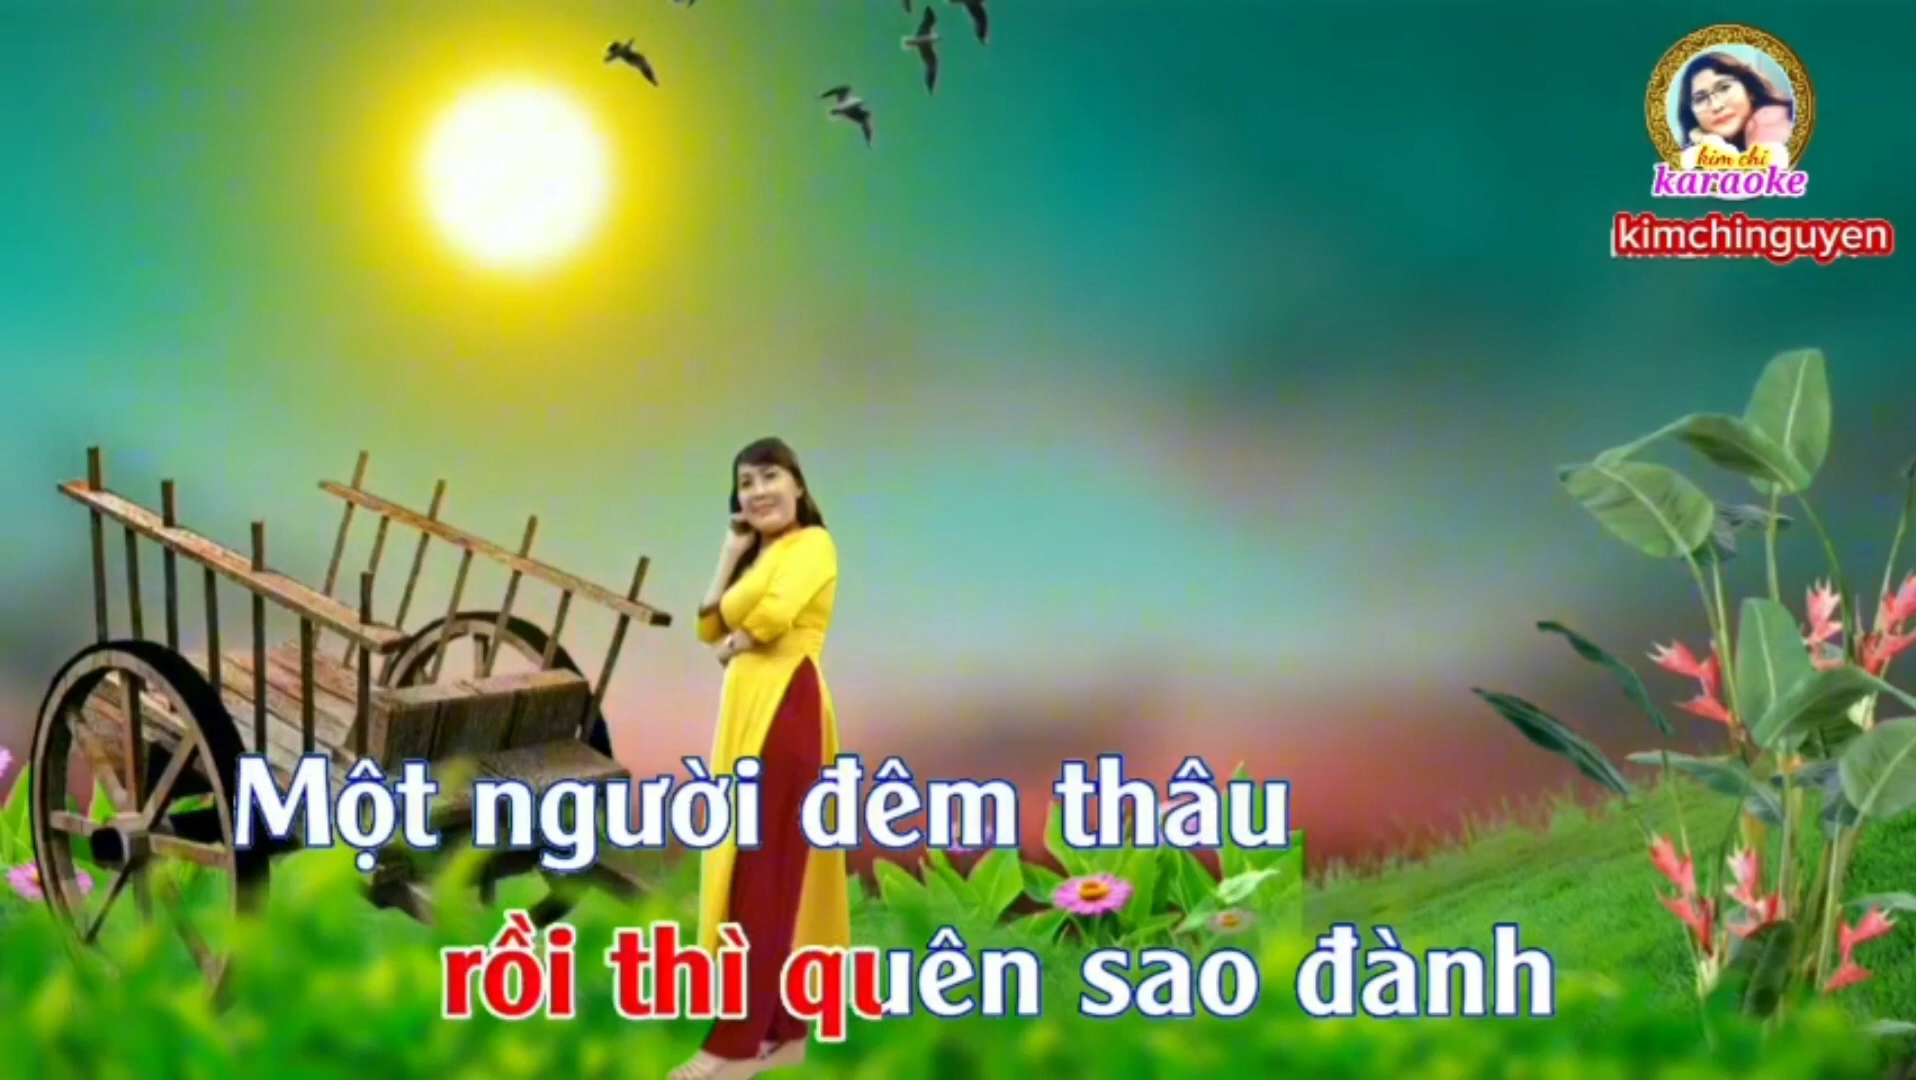 kim chi
karaoke
kimchinguyen
Một người đêm thâu
rồi thì quên sao đành